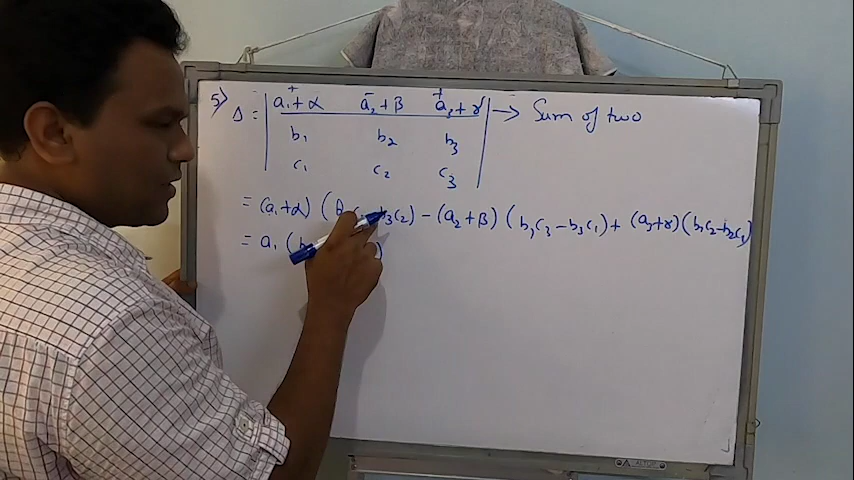 5) Δ = | a₁+α a₂+β a₃+γ | → Sum of two
b₁ b₂ b₃
c₁ c₂ c₃
= (a₁+α) (b₃c₂) − (a₂+β) (b₁c₃ − b₃c₁) + (a₃+γ) (b₁c₂ − b₂c₁)
= a₁ (b
ALTOP